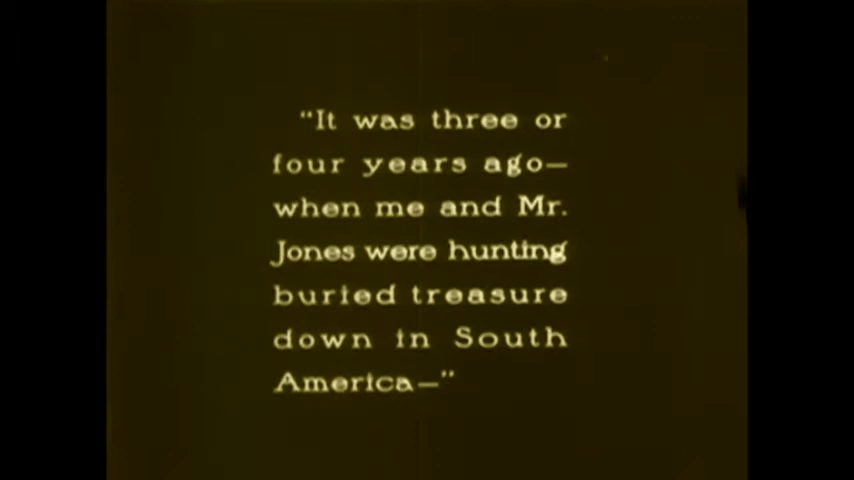 "It was three or
four years ago—
when me and Mr.
Jones were hunting
buried treasure
down in South
America—"